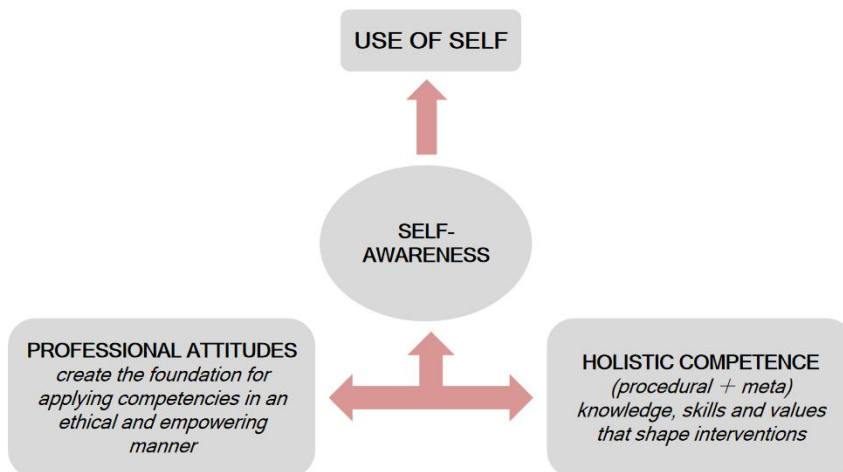 USE OF SELF
SELF-
AWARENESS
PROFESSIONAL ATTITUDES
create the foundation for
applying competencies in an
ethical and empowering
manner
HOLISTIC COMPETENCE
(procedural + meta)
knowledge, skills and values
that shape interventions